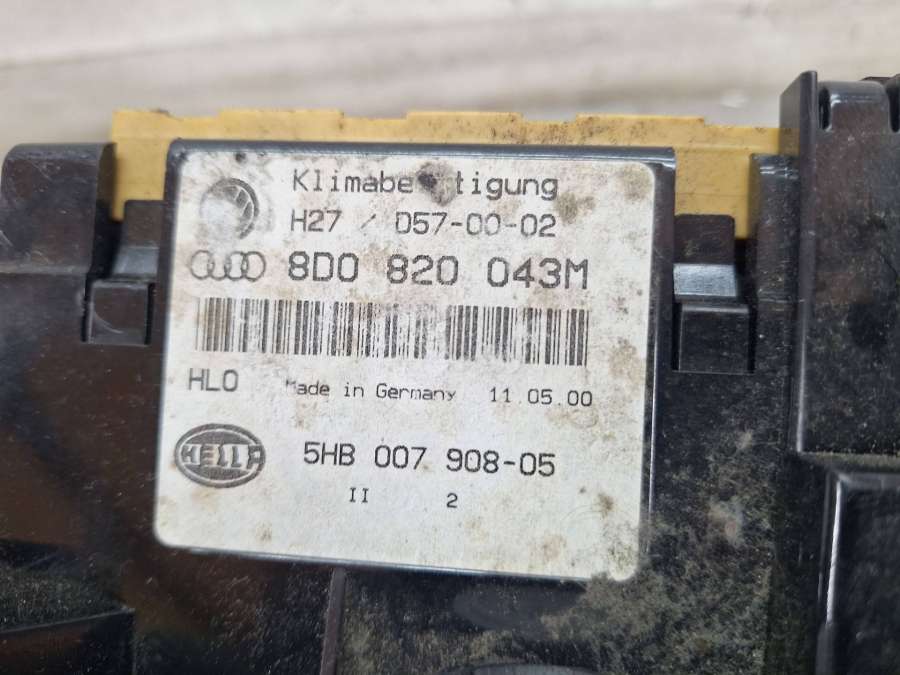 H27 / D57-00-02
8D0 820 043M
HLO Made in Germany 11.05.00
HELLA
5HB 007 908-05
II 2